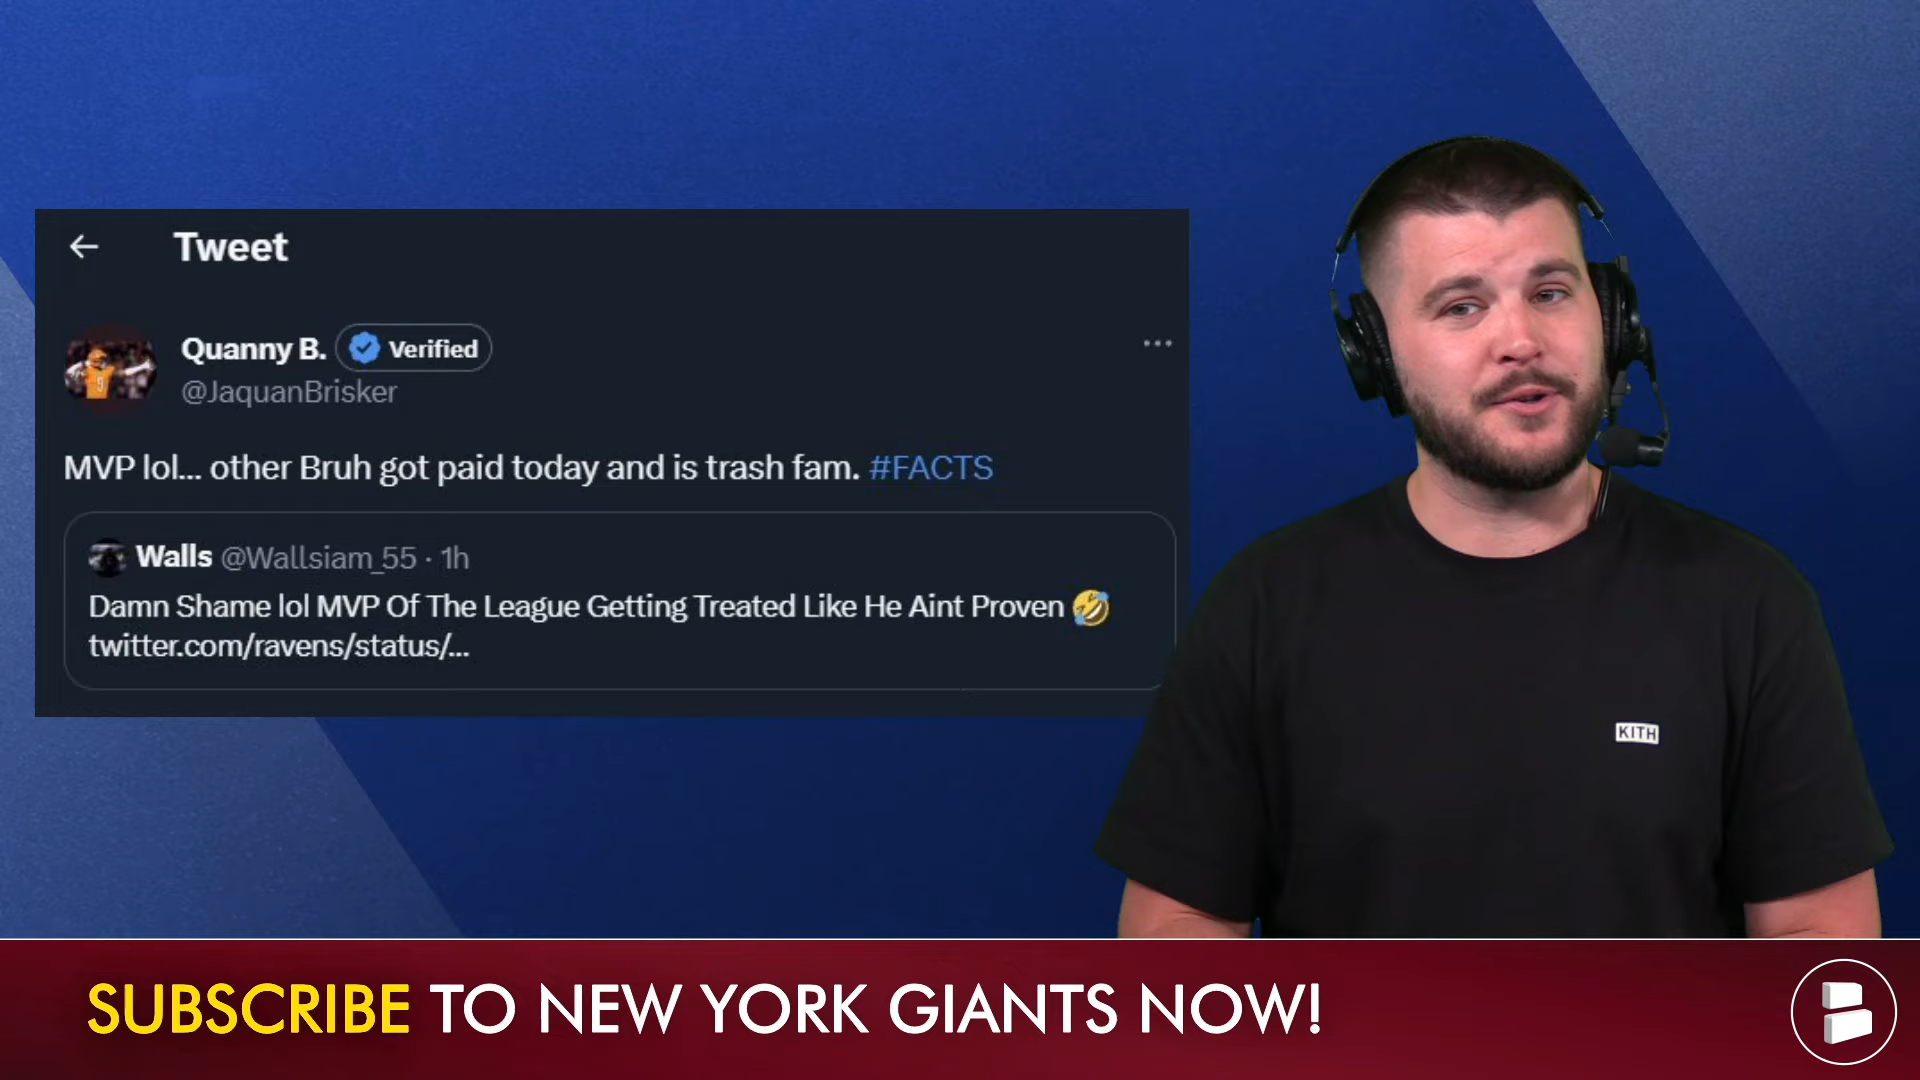 Tweet
Quanny B. Verified
@JaquanBrisker
MVP lol... other Bruh got paid today and is trash fam. #FACTS
Walls @Wallsiam_55 · 1h
Damn Shame lol MVP Of The League Getting Treated Like He Aint Proven 🤣
twitter.com/ravens/status/...
KITH
SUBSCRIBE TO NEW YORK GIANTS NOW!